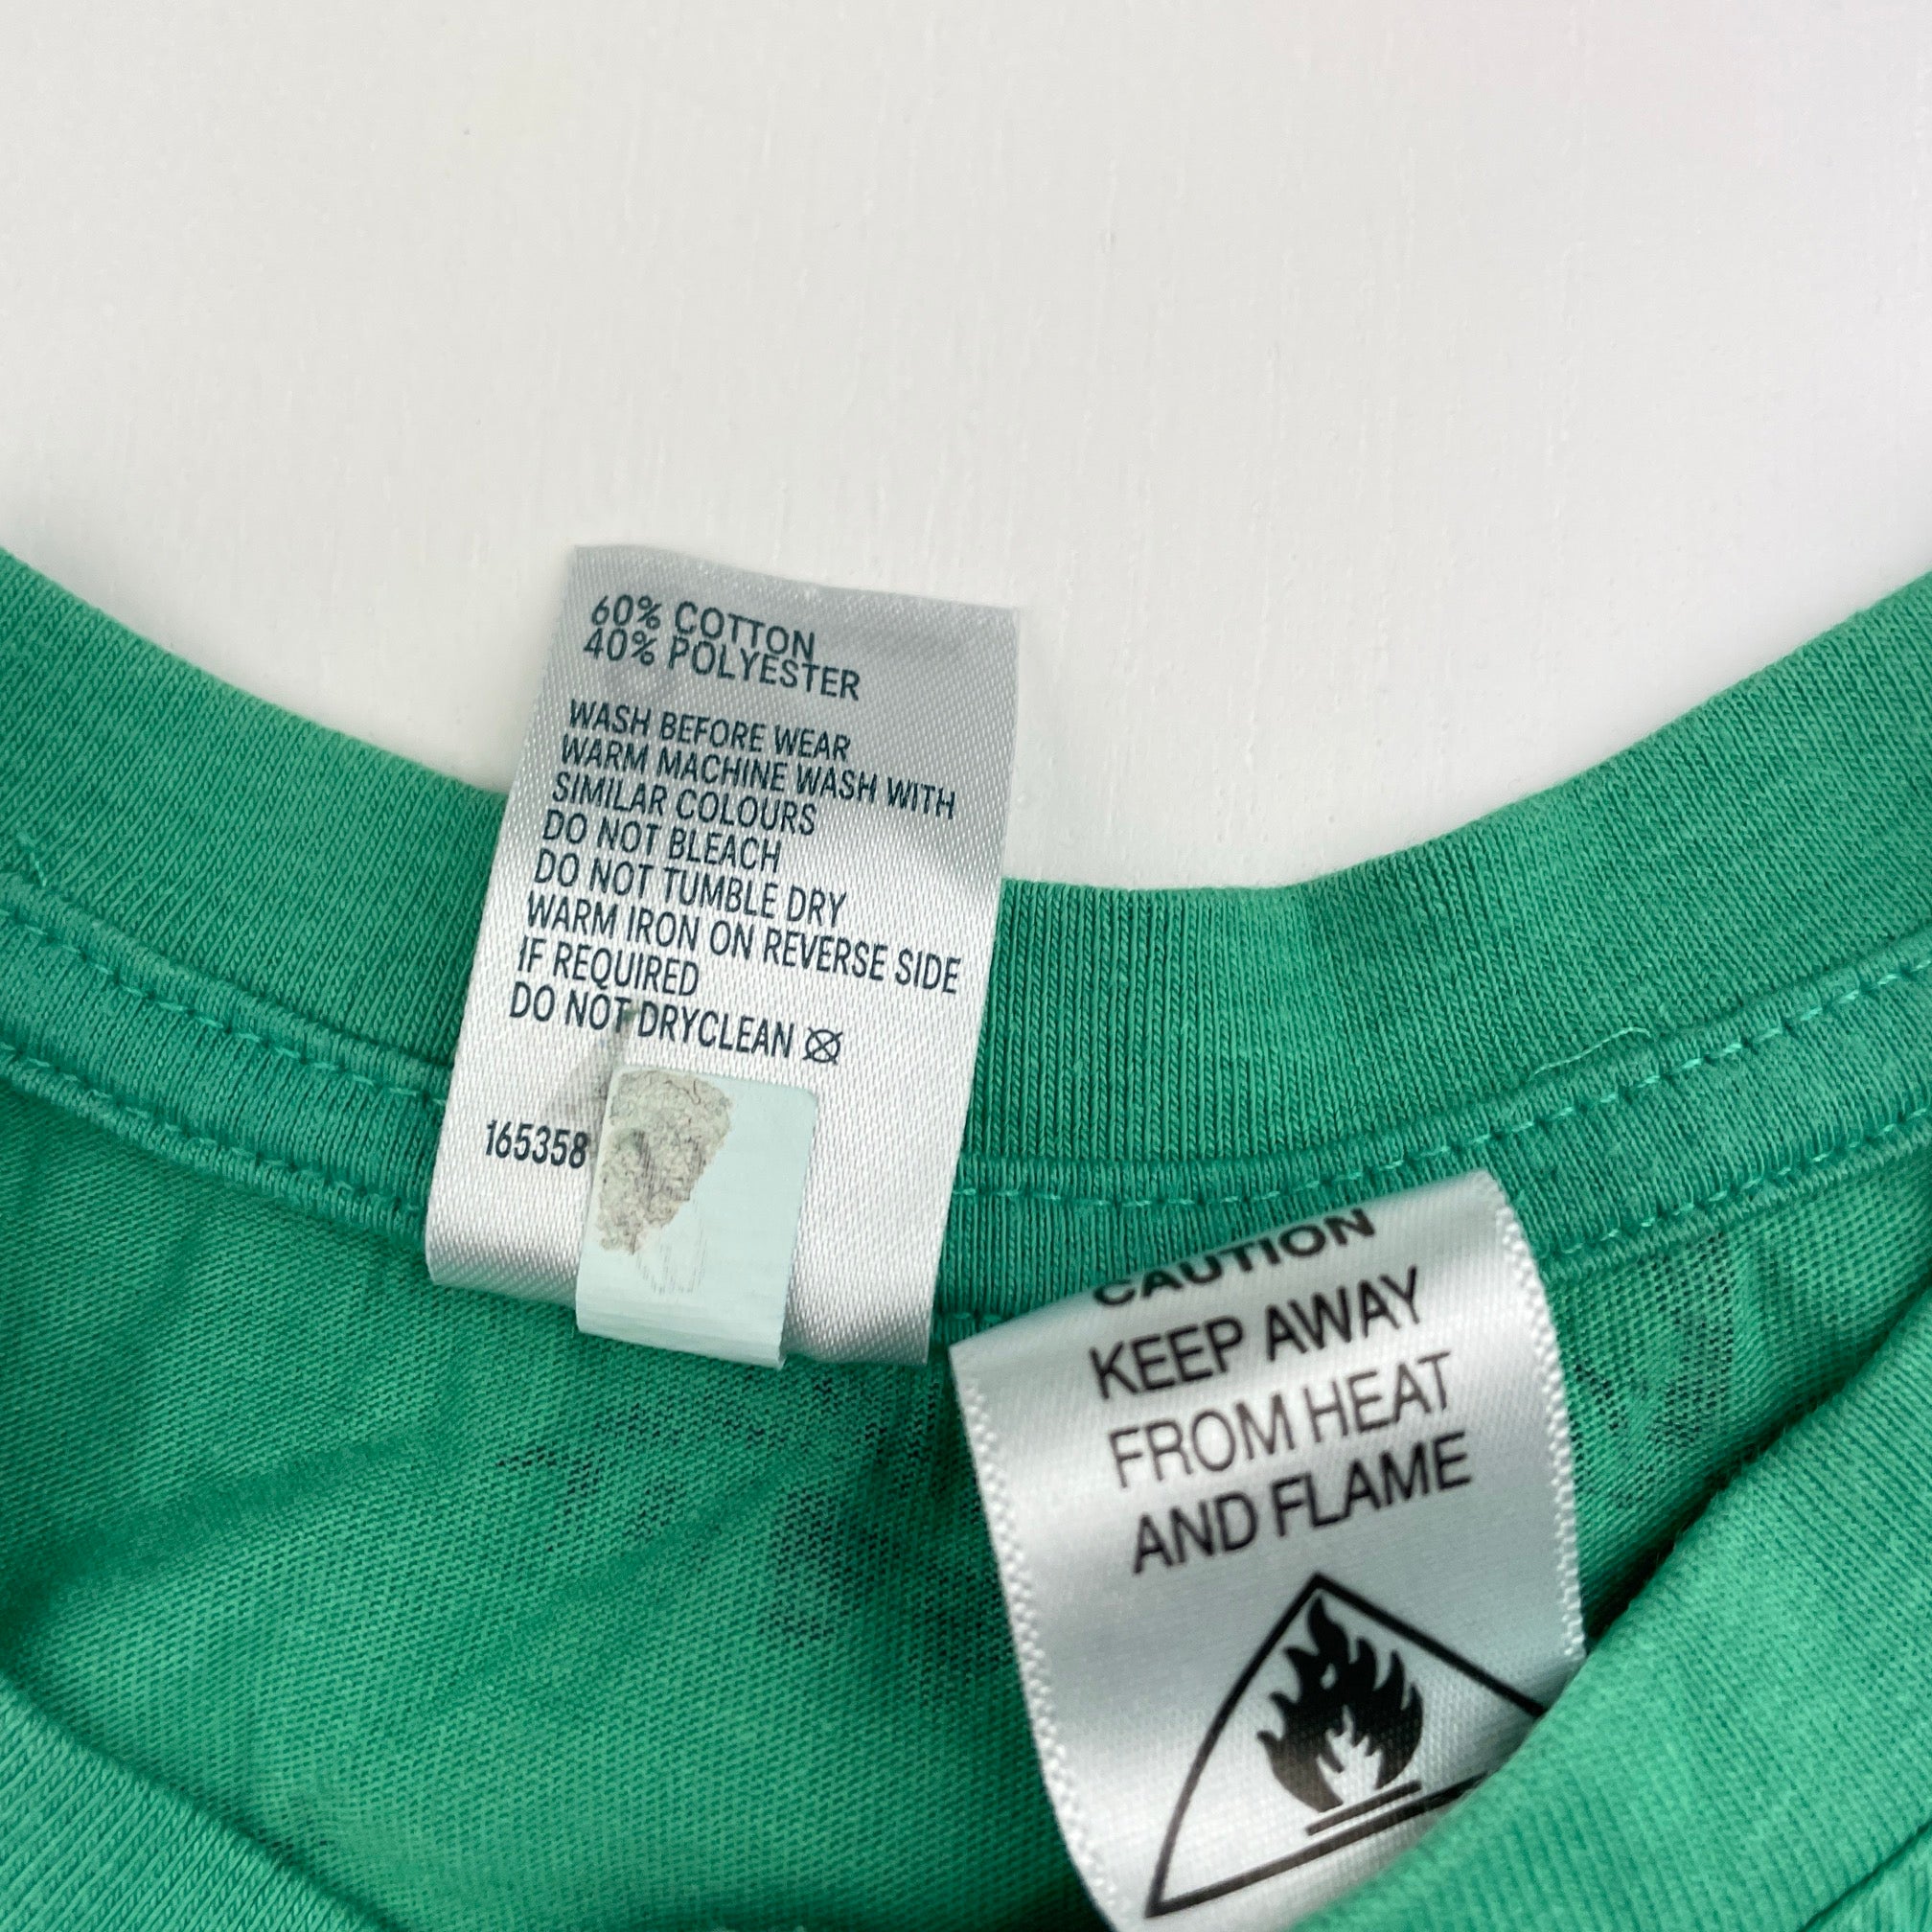 60% COTTON
40% POLYESTER
WASH BEFORE WEAR
WARM MACHINE WASH WITH
SIMILAR COLOURS
DO NOT BLEACH
DO NOT TUMBLE DRY
WARM IRON ON REVERSE SIDE
IF REQUIRED
DO NOT DRYCLEAN
165358
CAUTION
KEEP AWAY
FROM HEAT
AND FLAME